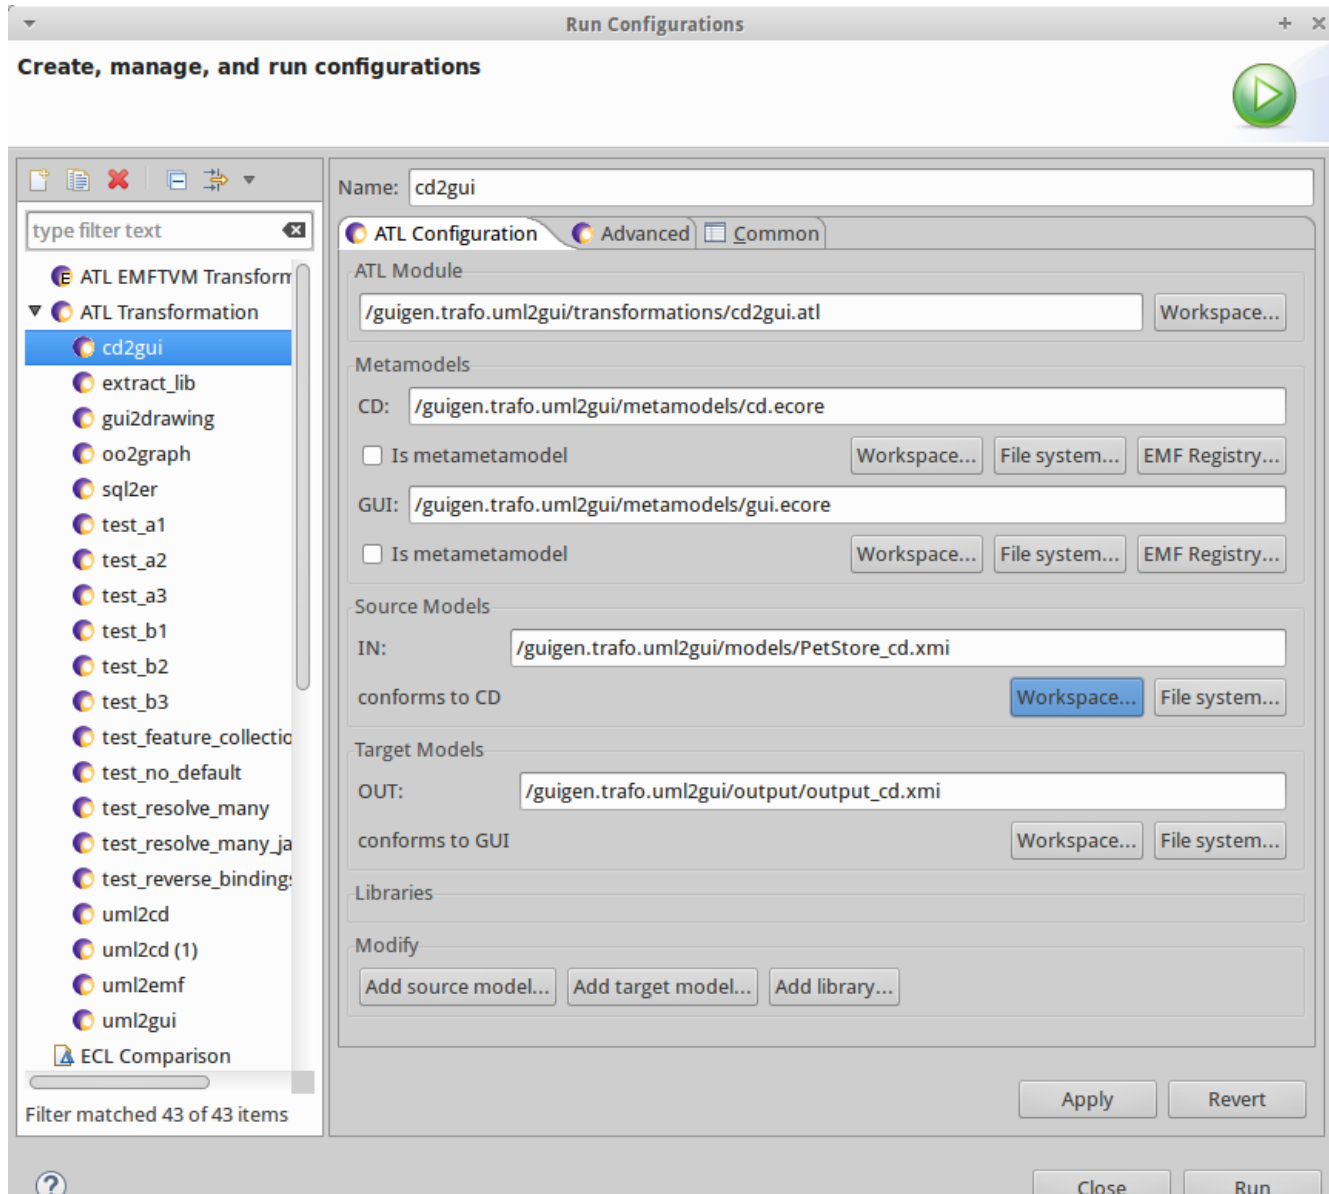 Run Configurations
Create, manage, and run configurations
type filter text
ATL EMFTVM Transform
ATL Transformation
cd2gui
extract_lib
gui2drawing
oo2graph
sql2er
test_a1
test_a2
test_a3
test_b1
test_b2
test_b3
test_feature_collectio
test_no_default
test_resolve_many
test_resolve_many_ja
test_reverse_bindings
uml2cd
uml2cd (1)
uml2emf
uml2gui
ECL Comparison
Filter matched 43 of 43 items
Name: cd2gui
ATL Configuration Advanced Common
ATL Module
/guigen.trafo.uml2gui/transformations/cd2gui.atl Workspace...
Metamodels
CD: /guigen.trafo.uml2gui/metamodels/cd.ecore
Is metametamodel Workspace... File system... EMF Registry...
GUI: /guigen.trafo.uml2gui/metamodels/gui.ecore
Is metametamodel Workspace... File system... EMF Registry...
Source Models
IN: /guigen.trafo.uml2gui/models/PetStore_cd.xmi
conforms to CD Workspace... File system...
Target Models
OUT: /guigen.trafo.uml2gui/output/output_cd.xmi
conforms to GUI Workspace... File system...
Libraries
Modify
Add source model... Add target model... Add library...
Apply Revert
Close Run